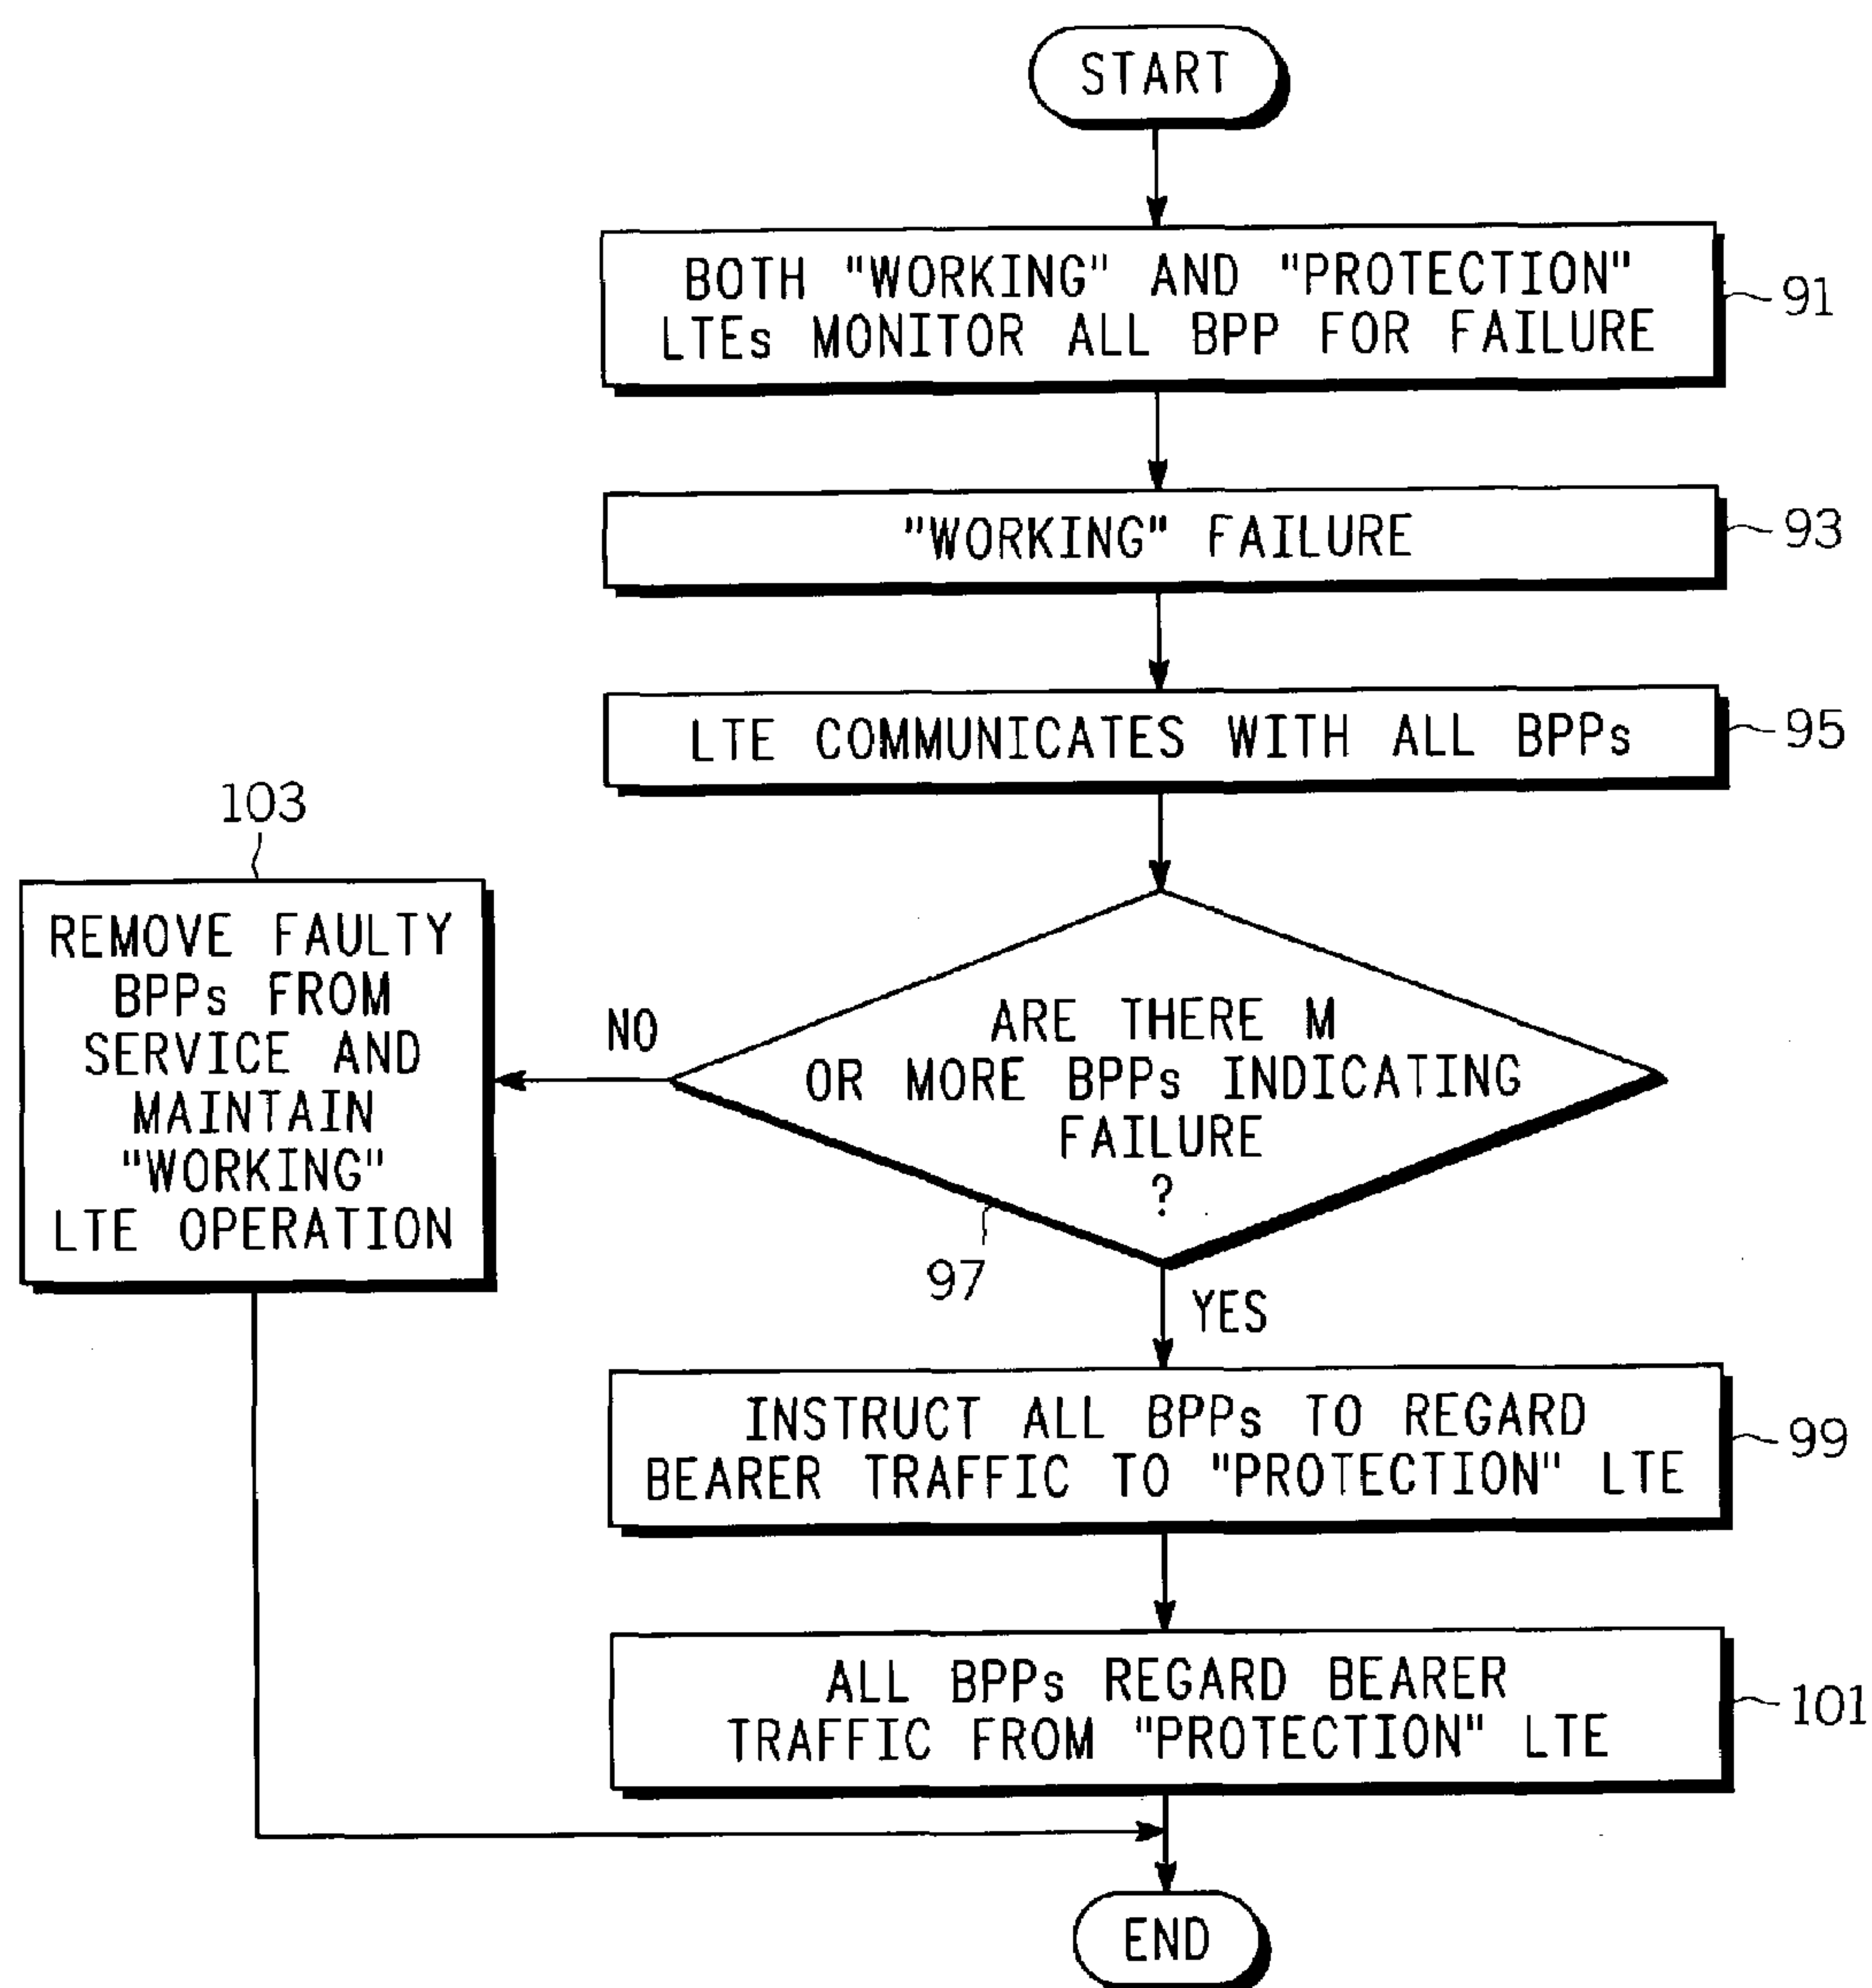 START
BOTH "WORKING" AND "PROTECTION"
LTEs MONITOR ALL BPP FOR FAILURE
91
"WORKING" FAILURE
93
LTE COMMUNICATES WITH ALL BPPs
95
103
REMOVE FAULTY
BPPs FROM
SERVICE AND
MAINTAIN
"WORKING"
LTE OPERATION
NO
ARE THERE M
OR MORE BPPs INDICATING
FAILURE
?
97
YES
INSTRUCT ALL BPPs TO REGARD
BEARER TRAFFIC TO "PROTECTION" LTE
99
ALL BPPs REGARD BEARER
TRAFFIC FROM "PROTECTION" LTE
101
END